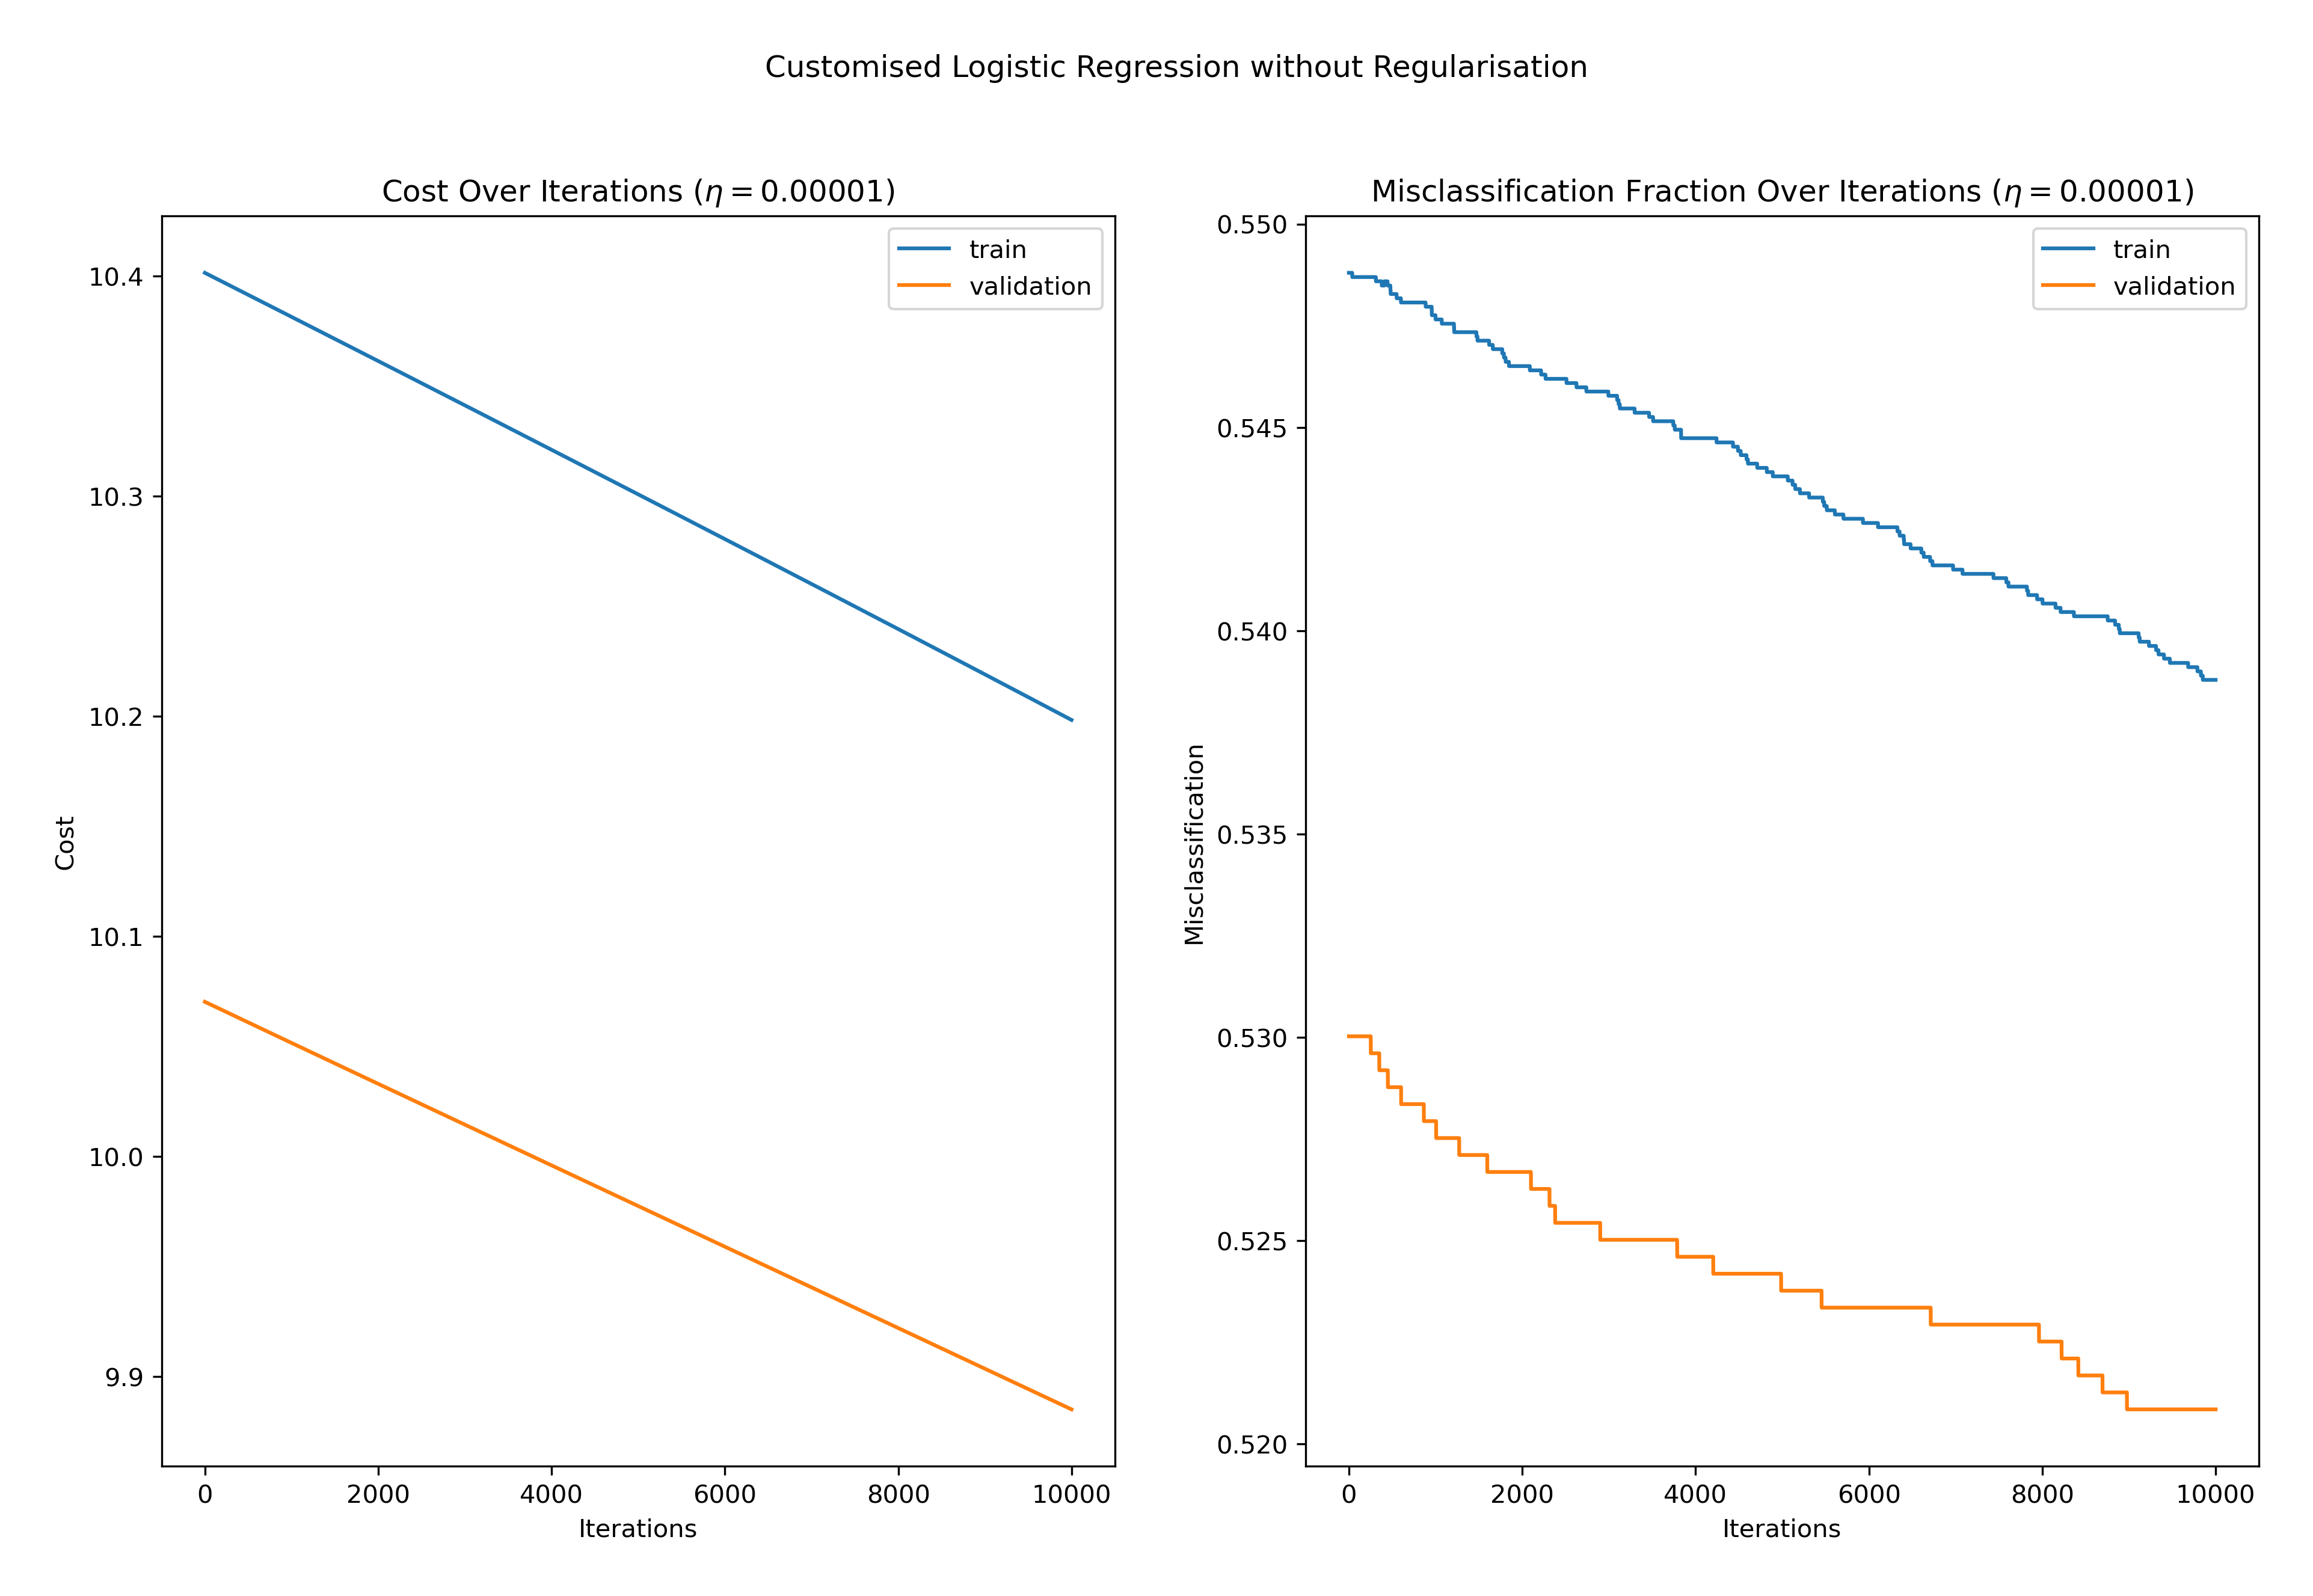 Customised Logistic Regression without Regularisation
Cost Over Iterations (η = 0.00001)
train
validation
10.4
10.3
10.2
10.1
10.0
9.9
Cost
0 2000 4000 6000 8000 10000
Iterations
Misclassification Fraction Over Iterations (η = 0.00001)
train
validation
0.550
0.545
0.540
0.535
0.530
0.525
0.520
Misclassification
0 2000 4000 6000 8000 10000
Iterations